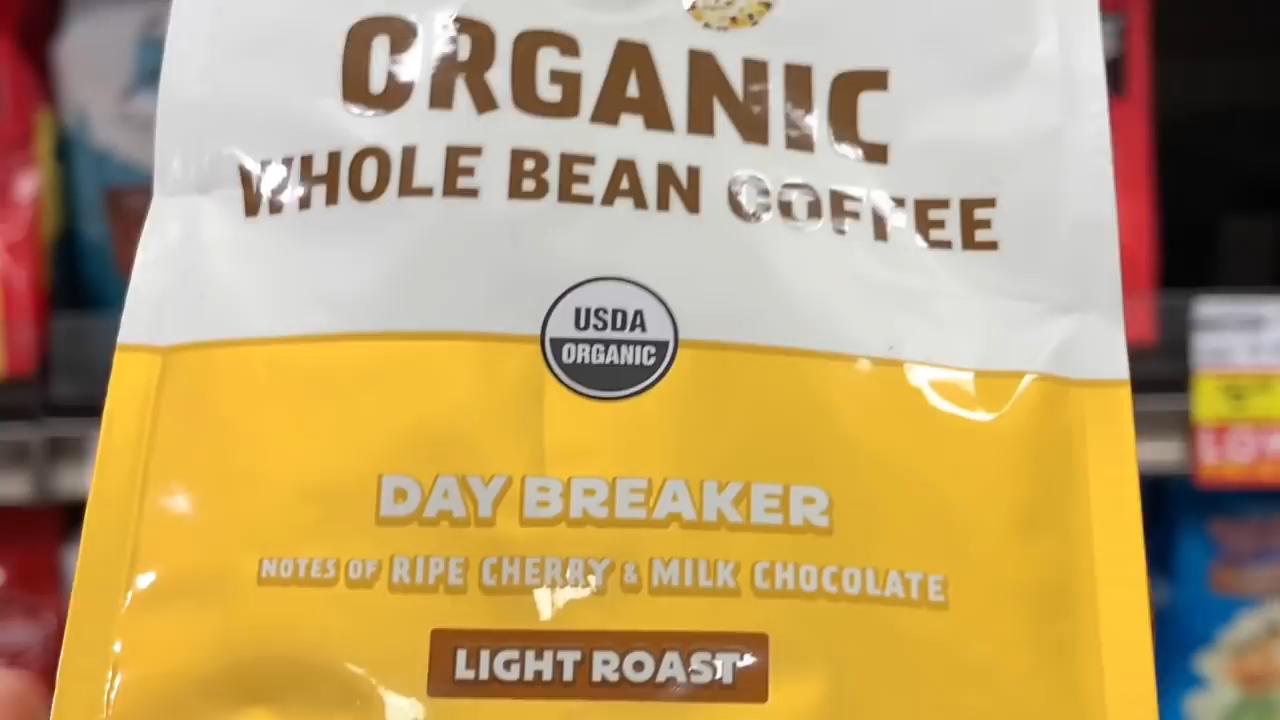 ORGANIC
WHOLE BEAN COFFEE
USDA
ORGANIC
DAY BREAKER
NOTES OF RIPE CHERRY & MILK CHOCOLATE
LIGHT ROAST